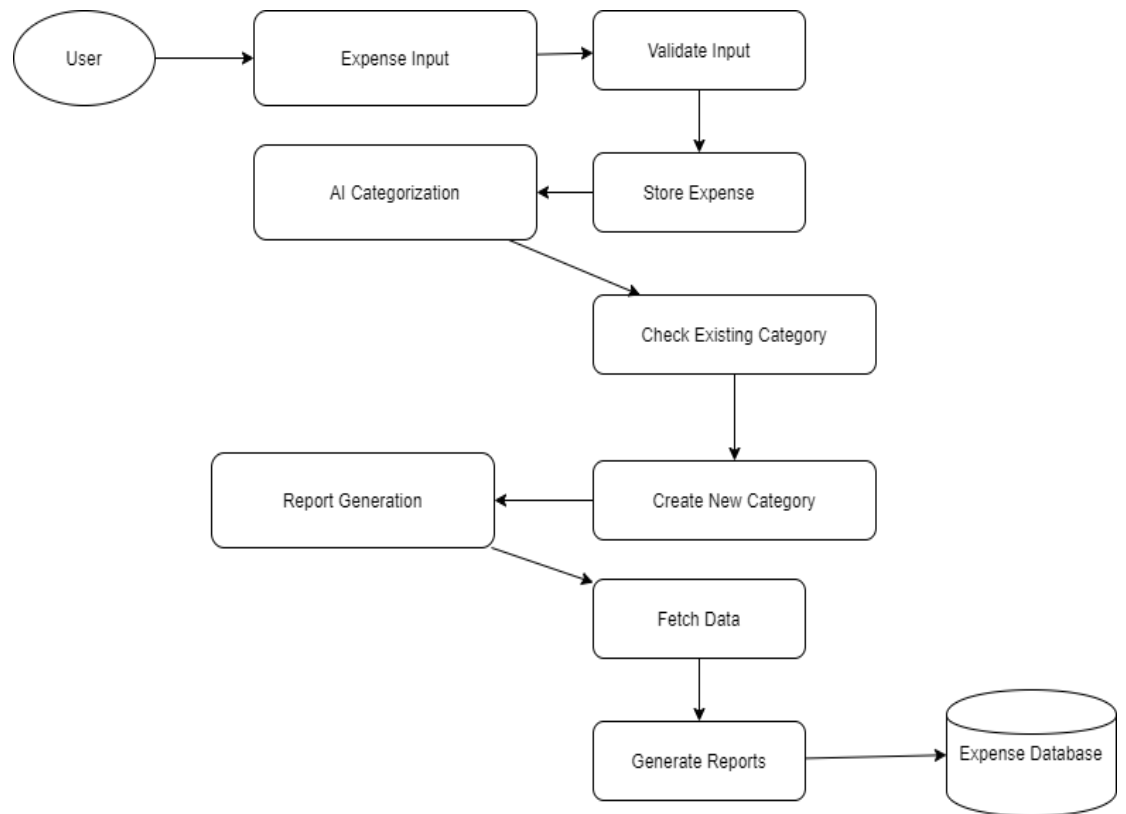 User
Expense Input
Validate Input
AI Categorization
Store Expense
Check Existing Category
Report Generation
Create New Category
Fetch Data
Generate Reports
Expense Database